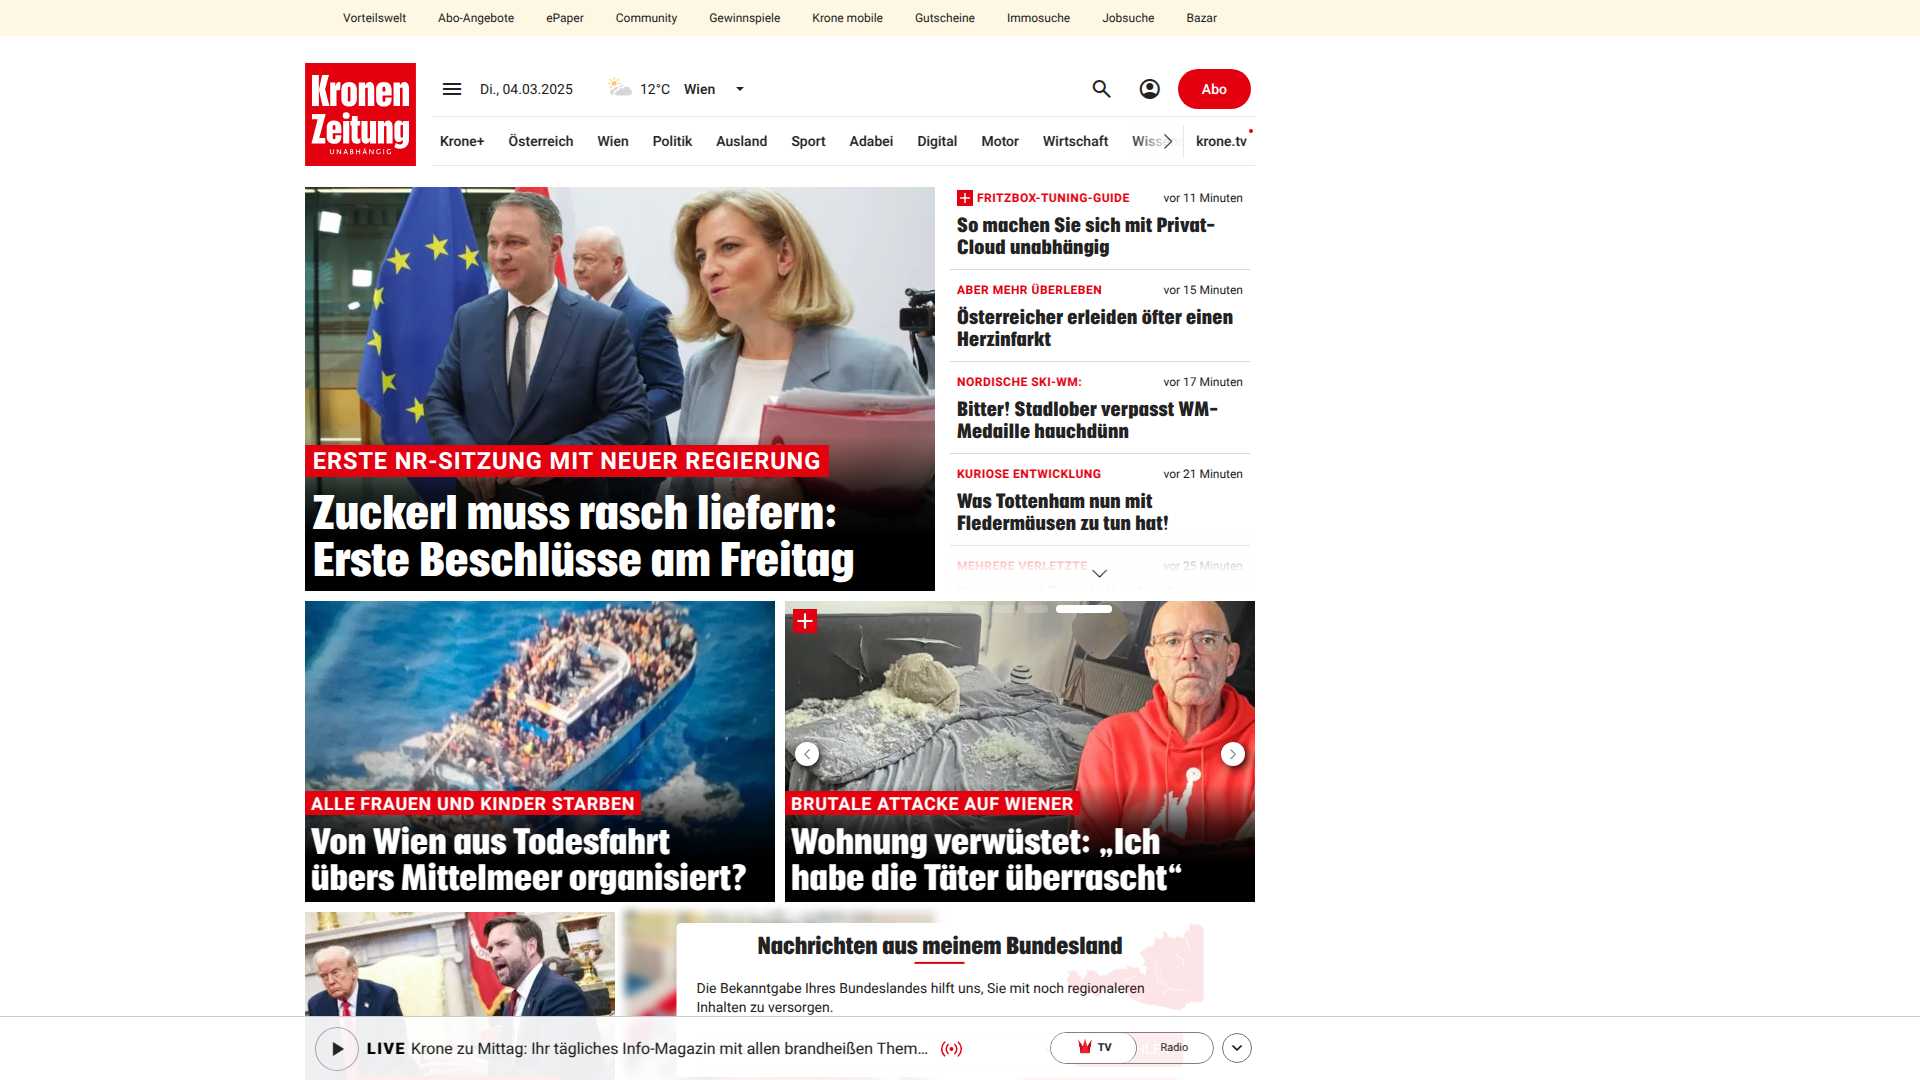 Vorteilswelt Abo-Angebote ePaper Community Gewinnspiele Krone mobile Gutscheine Immosuche Jobsuche Bazar
Kronen
Zeitung
UNABHÄNGIG
Di., 04.03.2025 12°C Wien
Abo
Krone+ Österreich Wien Politik Ausland Sport Adabei Digital Motor Wirtschaft krone.tv
ERSTE NR-SITZUNG MIT NEUER REGIERUNG
Zuckerl muss rasch liefern:
Erste Beschlüsse am Freitag
FRITZBOX-TUNING-GUIDE vor 11 Minuten
So machen Sie sich mit Privat-
Cloud unabhängig
ABER MEHR ÜBERLEBEN vor 15 Minuten
Österreicher erleiden öfter einen
Herzinfarkt
NORDISCHE SKI-WM: vor 17 Minuten
Bitter! Stadlober verpasst WM-
Medaille hauchdünn
KURIOSE ENTWICKLUNG vor 21 Minuten
Was Tottenham nun mit
Fledermäusen zu tun hat!
MEHRERE VERLETZTE vor 25 Minuten
ALLE FRAUEN UND KINDER STARBEN
Von Wien aus Todesfahrt
übers Mittelmeer organisiert?
BRUTALE ATTACKE AUF WIENER
Wohnung verwüstet: „Ich
habe die Täter überrascht“
Nachrichten aus meinem Bundesland
Die Bekanntgabe Ihres Bundeslandes hilft uns, Sie mit noch regionaleren
Inhalten zu versorgen.
LIVE Krone zu Mittag: Ihr tägliches Info-Magazin mit allen brandheißen Them...
TV Radio